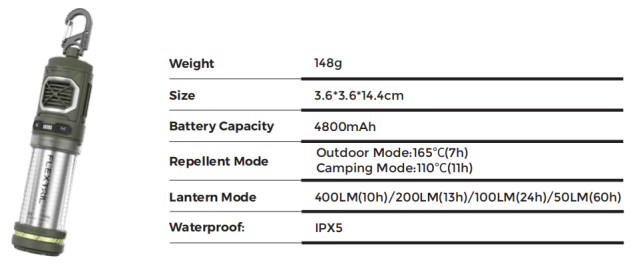 FLEXTAIL
Weight 148g
Size 3.6*3.6*14.4cm
Battery Capacity 4800mAh
Repellent Mode Outdoor Mode:165℃(7h)
Camping Mode:110℃(11h)
Lantern Mode 400LM(10h)/200LM(13h)/100LM(24h)/50LM(60h)
Waterproof: IPX5